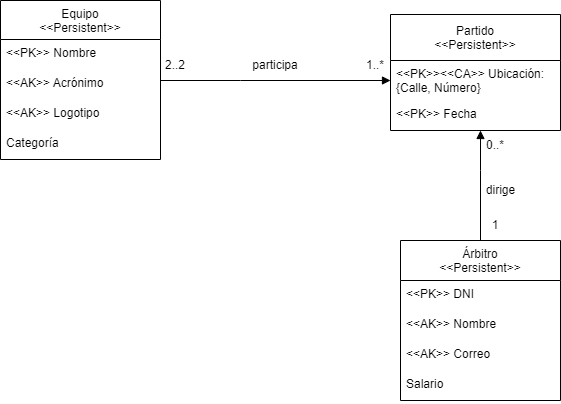 Equipo
<<Persistent>>
<<PK>> Nombre
<<AK>> Acrónimo
<<AK>> Logotipo
Categoría
2..2
participa
1..*
Partido
<<Persistent>>
<<PK>><<CA>> Ubicación:
{Calle, Número}
<<PK>> Fecha
0..*
dirige
1
Árbitro
<<Persistent>>
<<PK>> DNI
<<AK>> Nombre
<<AK>> Correo
Salario